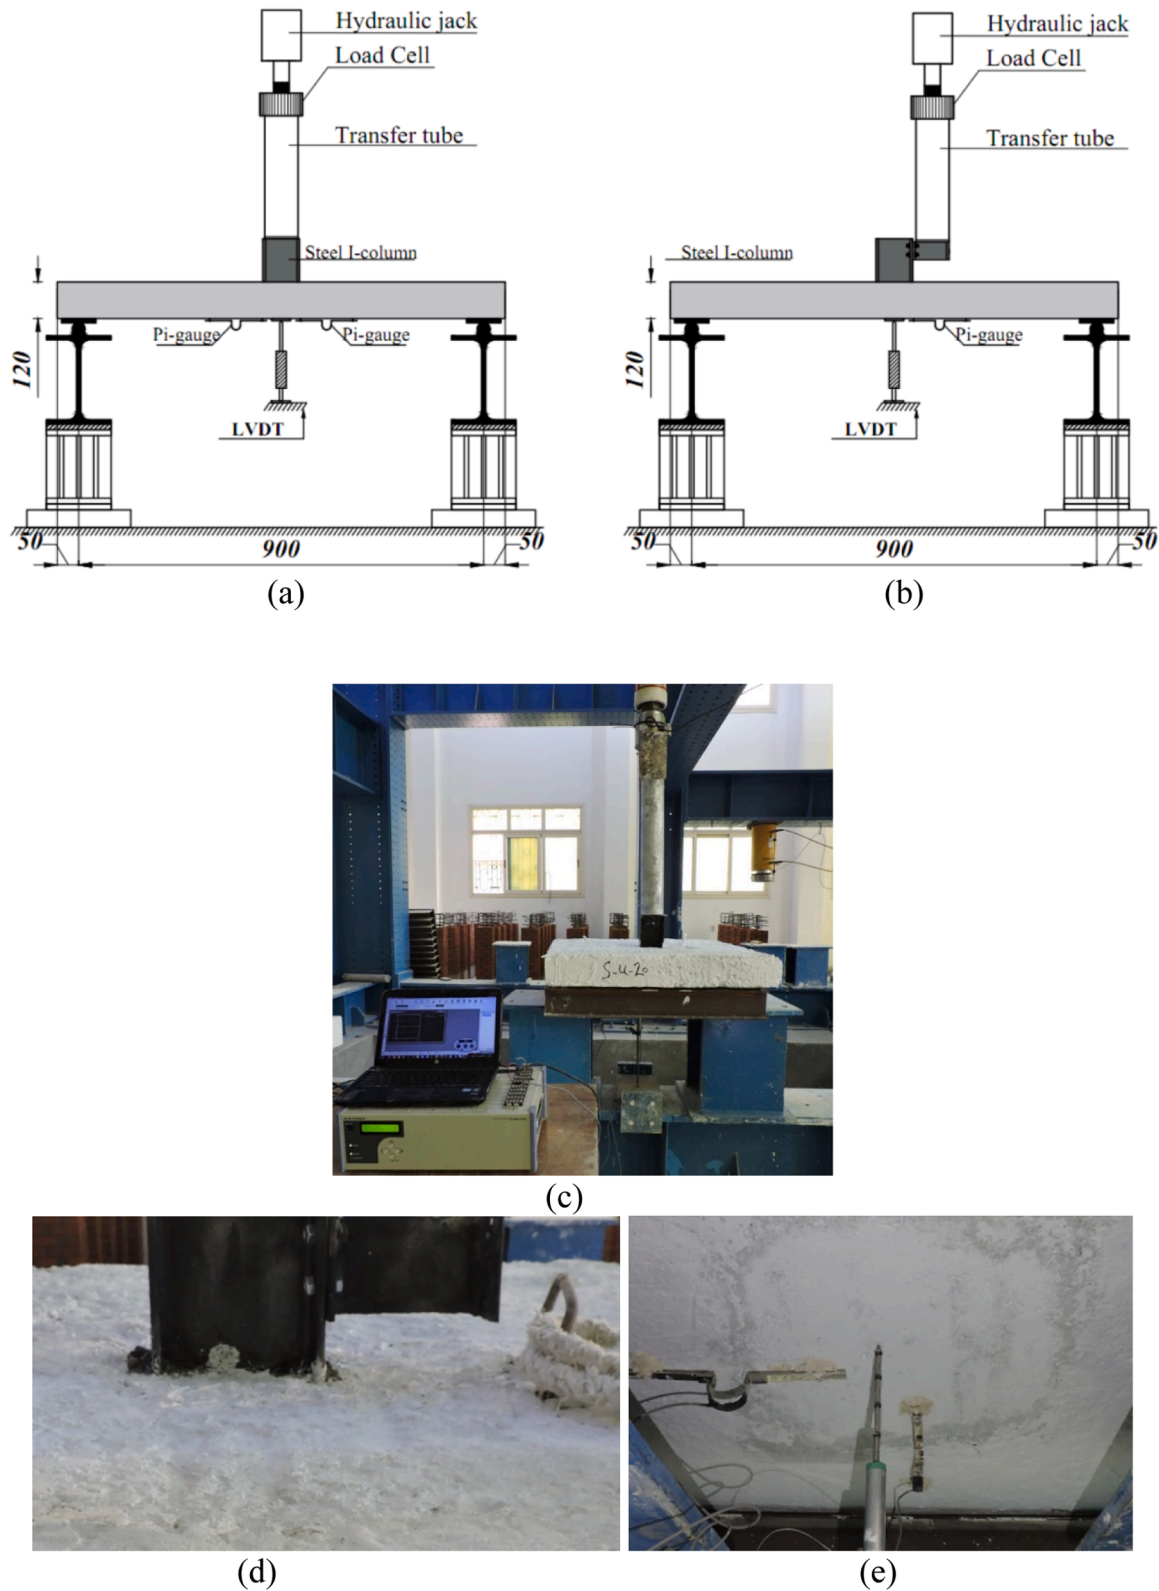 Hydraulic jack
Load Cell
Transfer tube
Steel I-column
Pi-gauge
Pi-gauge
120
LVDT
50
900
50
(a)
Hydraulic jack
Load Cell
Transfer tube
Steel I-column
Pi-gauge
120
LVDT
50
900
50
(b)
S-U-20
(c)
(d)
(e)